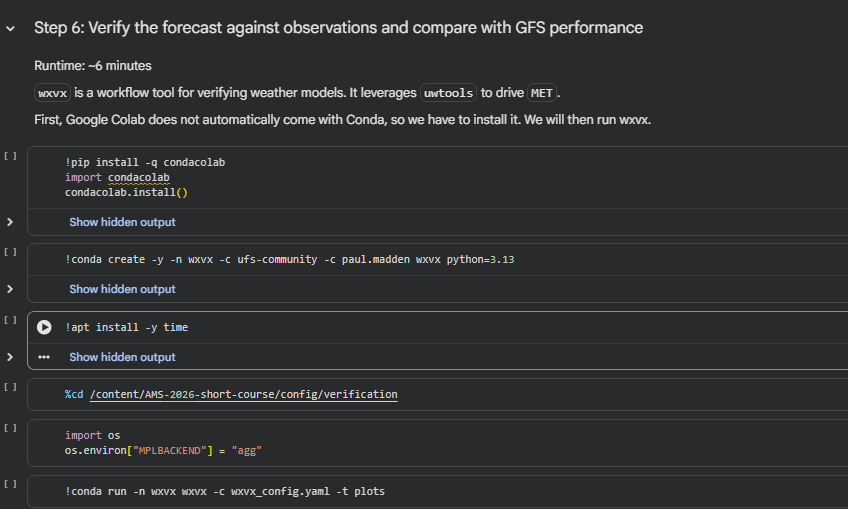 Step 6: Verify the forecast against observations and compare with GFS performance
Runtime: ~6 minutes
wxvx is a workflow tool for verifying weather models. It leverages uwtools to drive MET.
First, Google Colab does not automatically come with Conda, so we have to install it. We will then run wxvx.
[ ]
!pip install -q condacolab
import condacolab
condacolab.install()
Show hidden output
[ ]
!conda create -y -n wxvx -c ufs-community -c paul.madden wxvx python=3.13
Show hidden output
[ ]
!apt install -y time
Show hidden output
[ ]
%cd /content/AMS-2026-short-course/config/verification
[ ]
import os
os.environ["MPLBACKEND"] = "agg"
[ ]
!conda run -n wxvx wxvx -c wxvx_config.yaml -t plots